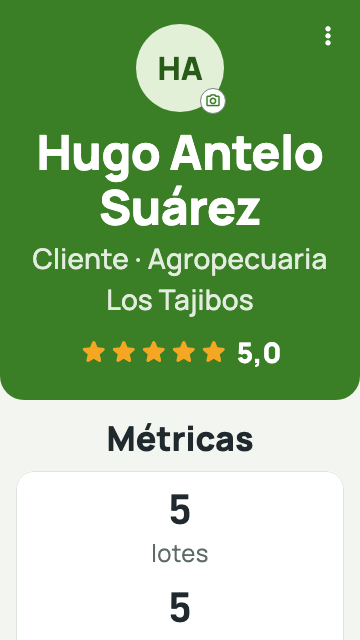 HA
Hugo Antelo
Suárez
Cliente · Agropecuaria
Los Tajibos
5,0
Métricas
5
lotes
5